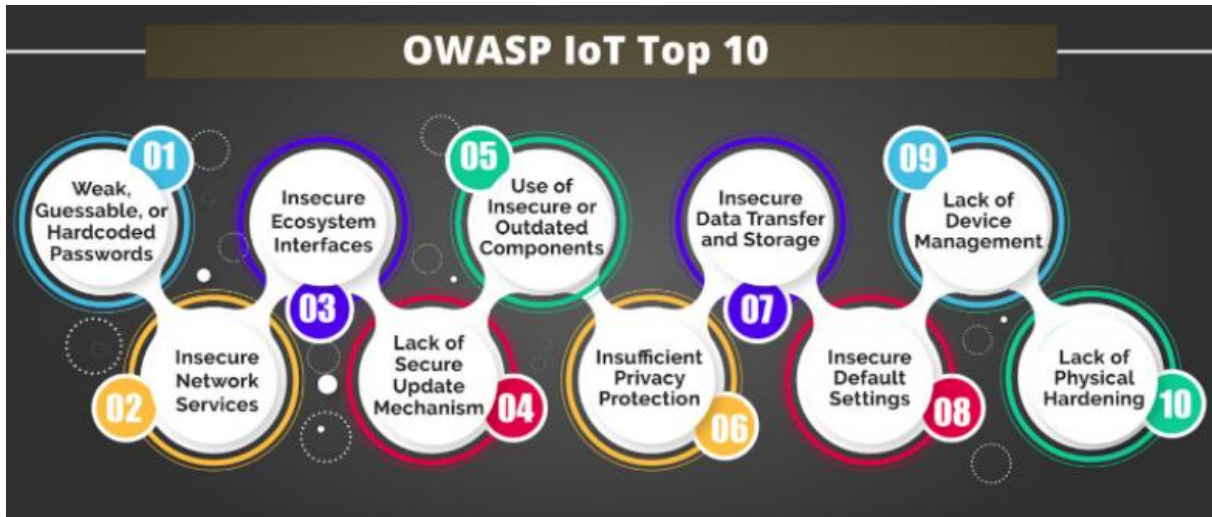 OWASP IoT Top 10
01
Weak,
Guessable, or
Hardcoded
Passwords
02
Insecure
Network
Services
03
Insecure
Ecosystem
Interfaces
04
Lack of
Secure
Update
Mechanism
05
Use of
Insecure or
Outdated
Components
06
Insufficient
Privacy
Protection
07
Insecure
Data Transfer
and Storage
08
Insecure
Default
Settings
09
Lack of
Device
Management
10
Lack of
Physical
Hardening